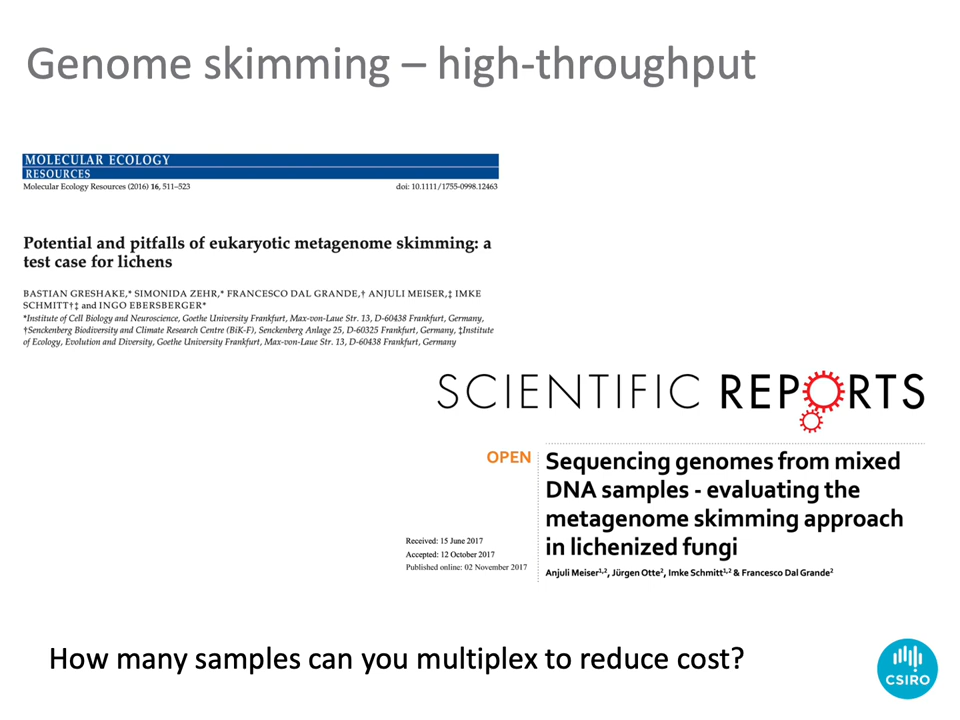 Genome skimming – high-throughput
MOLECULAR ECOLOGY
RESOURCES
Molecular Ecology Resources (2016) 16, 511–523 doi: 10.1111/1755-0998.12463
Potential and pitfalls of eukaryotic metagenome skimming: a
test case for lichens
BASTIAN GRESHAKE,* SIMONIDA ZEHR,* FRANCESCO DAL GRANDE,† ANJULI MEISER,‡ IMKE
SCHMITT†‡ and INGO EBERSBERGER*
*Institute of Cell Biology and Neuroscience, Goethe University Frankfurt, Max-von-Laue Str. 13, D-60438 Frankfurt, Germany,
†Senckenberg Biodiversity and Climate Research Centre (BiK-F), Senckenberg Anlage 25, D-60325 Frankfurt, Germany, ‡Institute
of Ecology, Evolution and Diversity, Goethe University Frankfurt, Max-von-Laue Str. 13, D-60438 Frankfurt, Germany
SCIENTIFIC REPORTS
OPEN
Sequencing genomes from mixed
DNA samples - evaluating the
metagenome skimming approach
in lichenized fungi
Received: 15 June 2017
Accepted: 12 October 2017
Published online: 02 November 2017
Anjuli Meiser1,2, Jürgen Otte2, Imke Schmitt1,2 & Francesco Dal Grande2
How many samples can you multiplex to reduce cost?
CSIRO